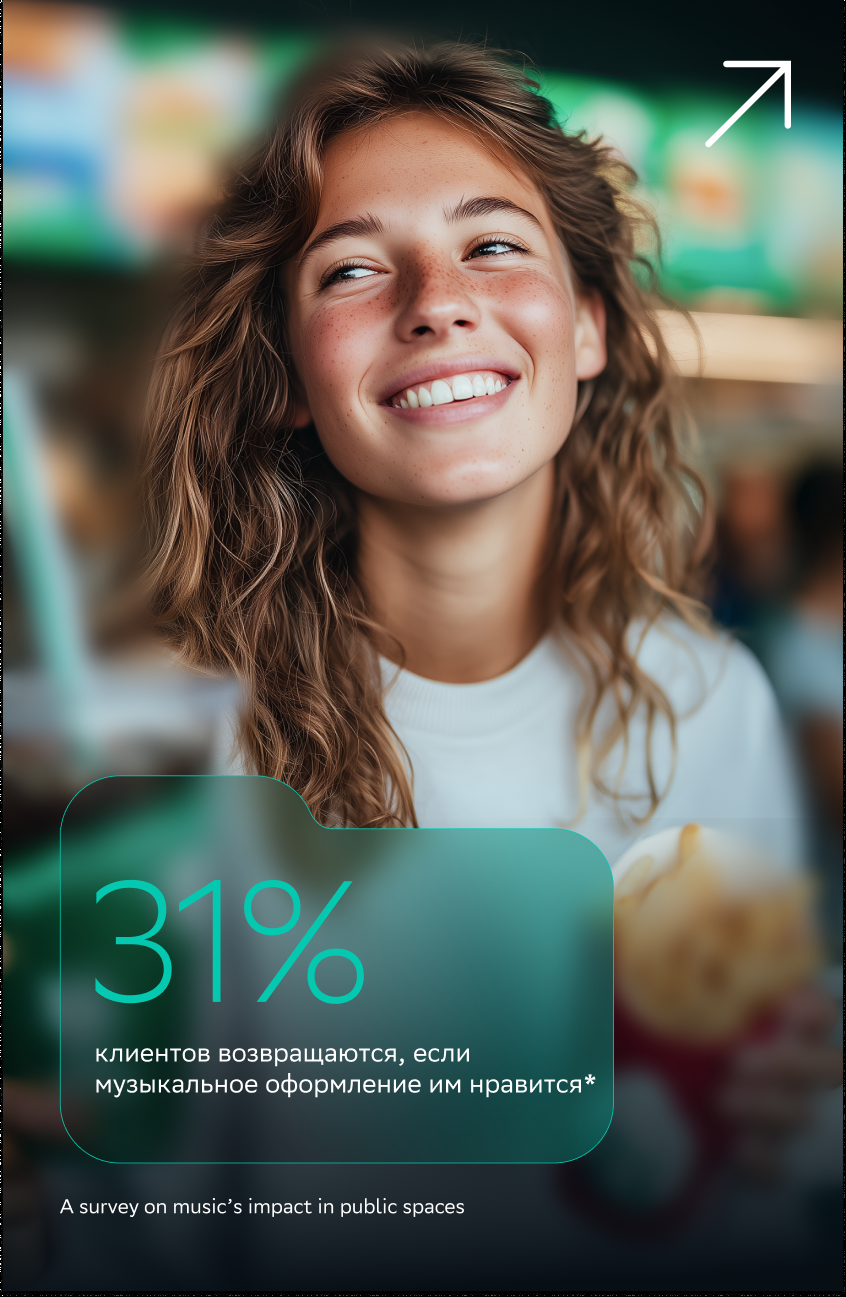 31%
клиентов возвращаются, если
музыкальное оформление им нравится*
A survey on music’s impact in public spaces